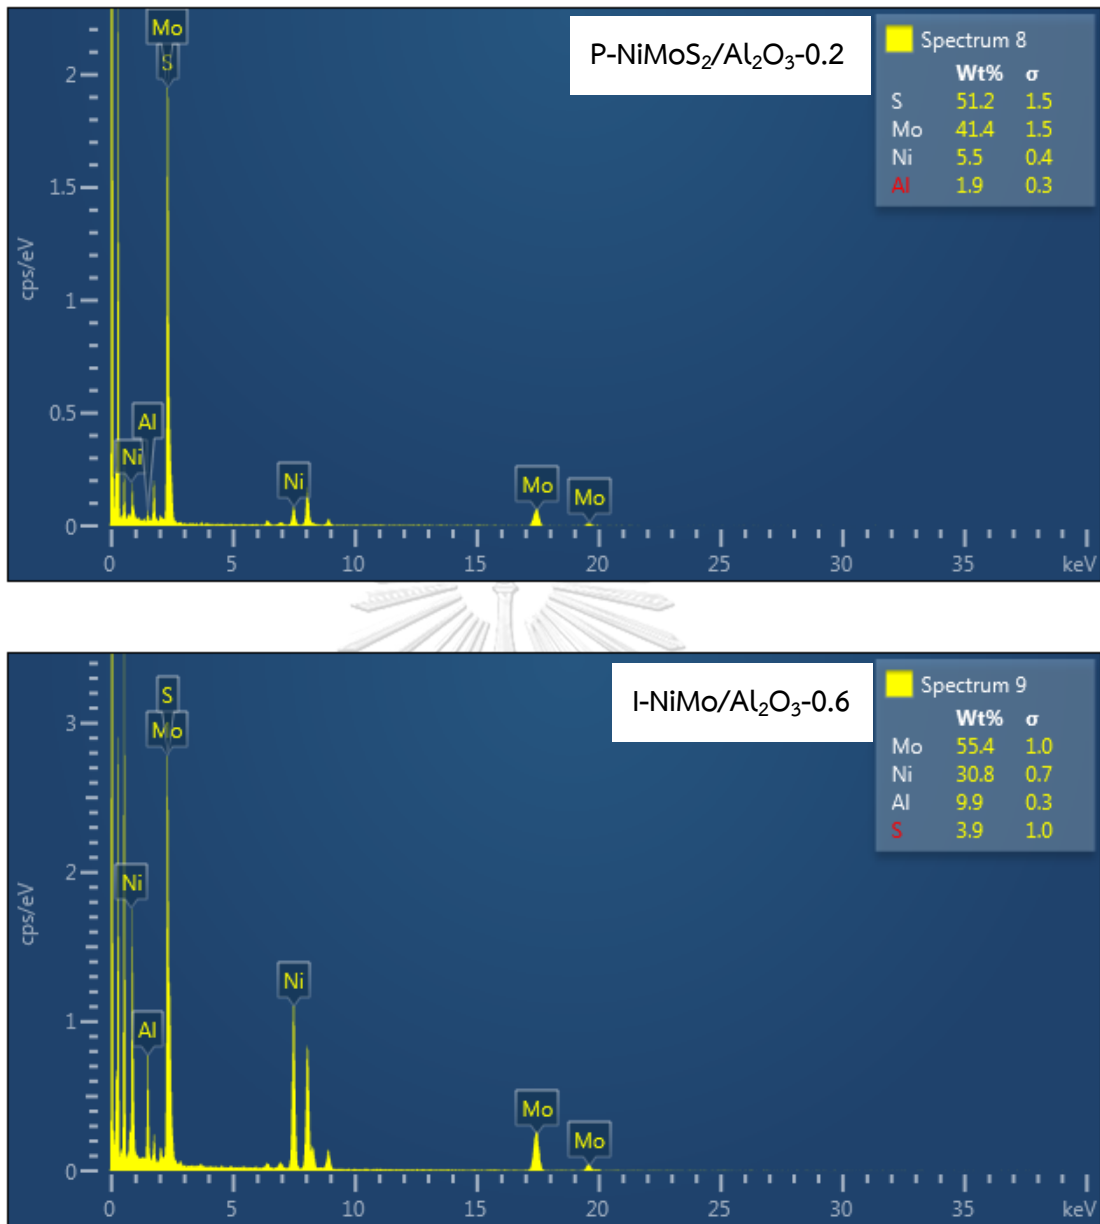 Mo
S
P-NiMoS₂/Al₂O₃-0.2
Spectrum 8
Wt% σ
S 51.2 1.5
Mo 41.4 1.5
Ni 5.5 0.4
Al 1.9 0.3
2
1.5
cps/eV
1
0.5
Al
Ni
Ni
Mo
Mo
0
0 5 10 15 20 25 30 35 keV
S
Mo
I-NiMo/Al₂O₃-0.6
Spectrum 9
Wt% σ
Mo 55.4 1.0
Ni 30.8 0.7
Al 9.9 0.3
S 3.9 1.0
3
2
cps/eV
Ni
Ni
1
Al
Mo
Mo
0
0 5 10 15 20 25 30 35 keV